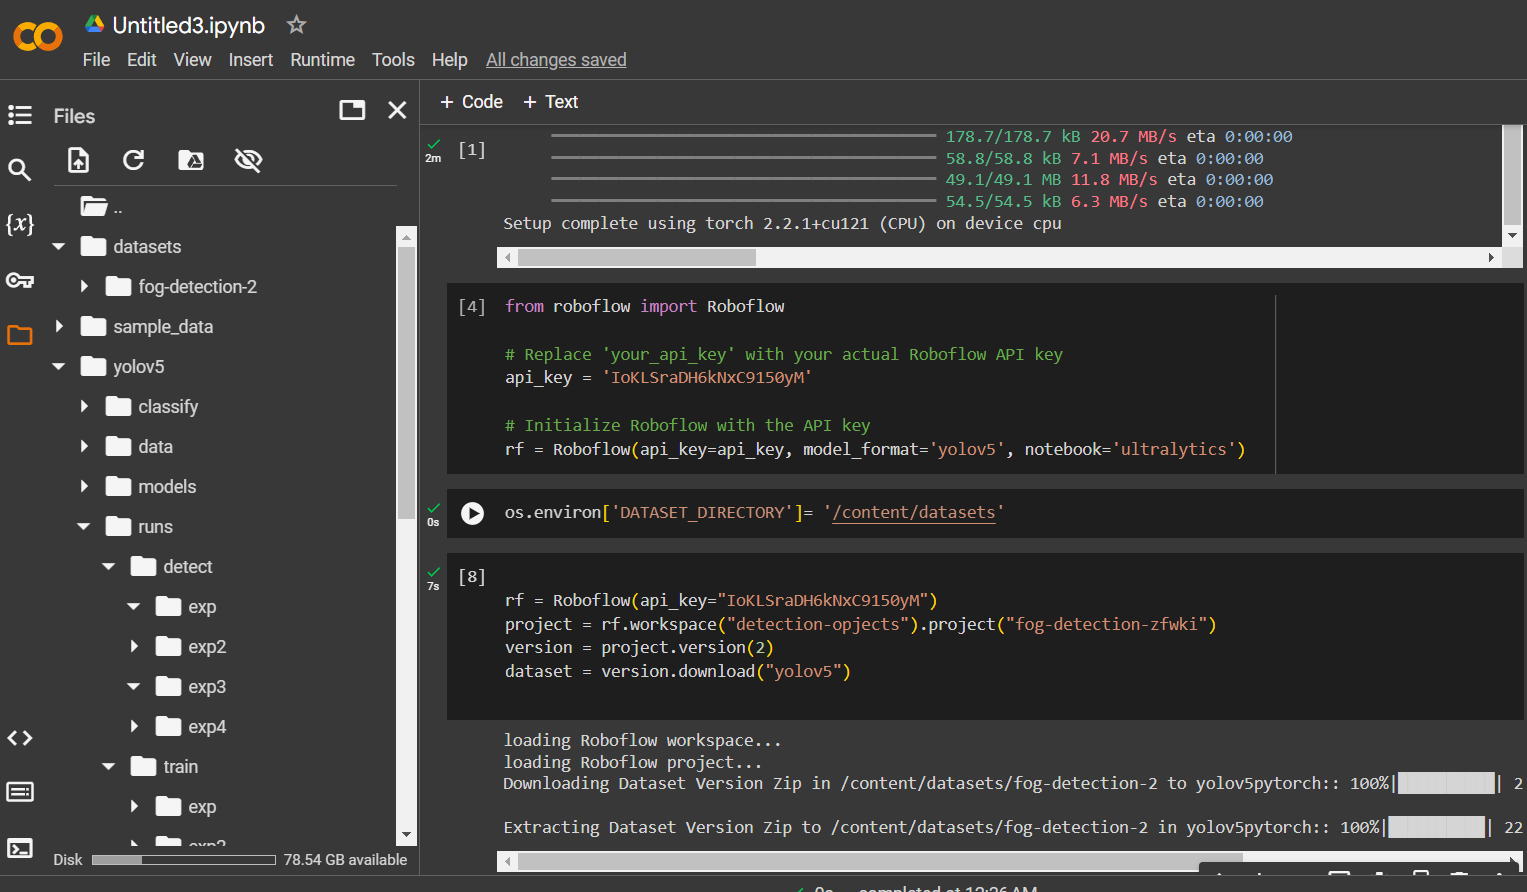 Untitled3.ipynb
File Edit View Insert Runtime Tools Help All changes saved
Files
..
datasets
fog-detection-2
sample_data
yolov5
classify
data
models
runs
detect
exp
exp2
exp3
exp4
train
exp
Disk 78.54 GB available
+ Code + Text
2m
[1]
178.7/178.7 kB 20.7 MB/s eta 0:00:00
58.8/58.8 kB 7.1 MB/s eta 0:00:00
49.1/49.1 MB 11.8 MB/s eta 0:00:00
54.5/54.5 kB 6.3 MB/s eta 0:00:00
Setup complete using torch 2.2.1+cu121 (CPU) on device cpu
[4] from roboflow import Roboflow
# Replace 'your_api_key' with your actual Roboflow API key
api_key = 'IoKLSraDH6kNxC9150yM'
# Initialize Roboflow with the API key
rf = Roboflow(api_key=api_key, model_format='yolov5', notebook='ultralytics')
0s
os.environ['DATASET_DIRECTORY']= '/content/datasets'
7s
[8]
rf = Roboflow(api_key="IoKLSraDH6kNxC9150yM")
project = rf.workspace("detection-opjects").project("fog-detection-zfwki")
version = project.version(2)
dataset = version.download("yolov5")
loading Roboflow workspace...
loading Roboflow project...
Downloading Dataset Version Zip in /content/datasets/fog-detection-2 to yolov5pytorch:: 100%|██████████| 2
Extracting Dataset Version Zip to /content/datasets/fog-detection-2 in yolov5pytorch:: 100%|██████████| 22
0s completed at 12:26 AM